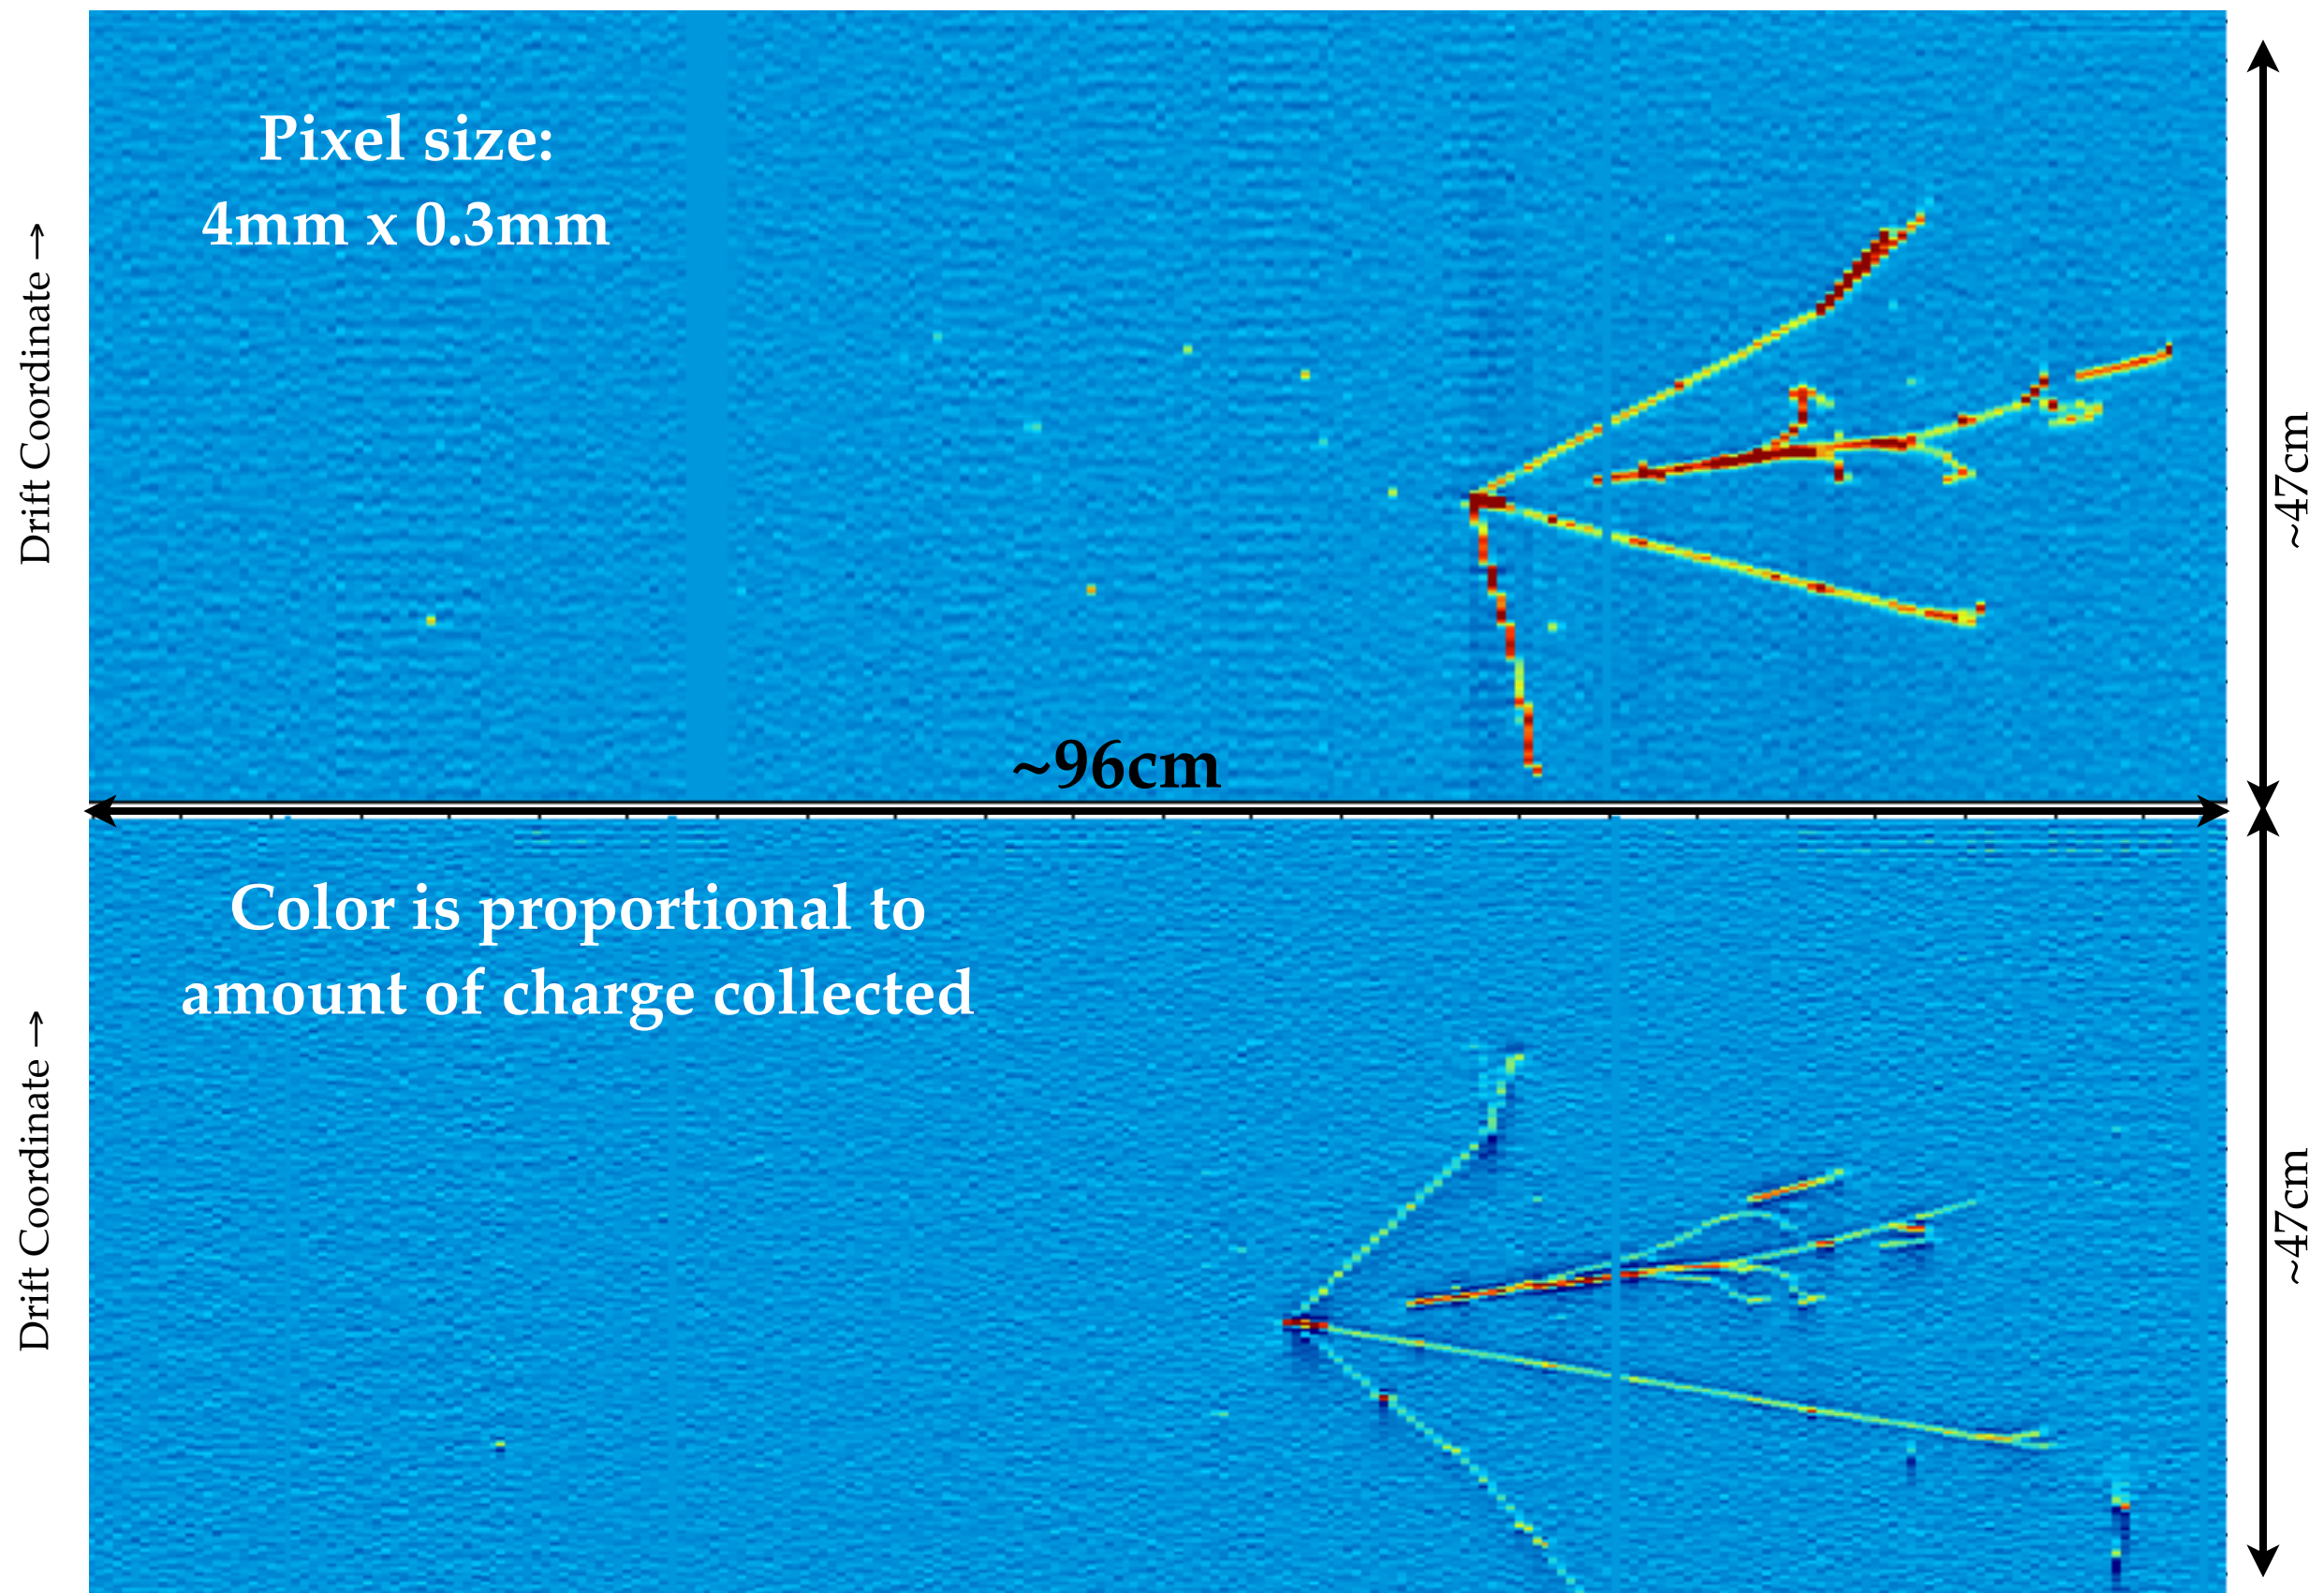 Pixel size:
4mm x 0.3mm
Drift Coordinate →
~47cm
~96cm
Color is proportional to
amount of charge collected
Drift Coordinate →
~47cm